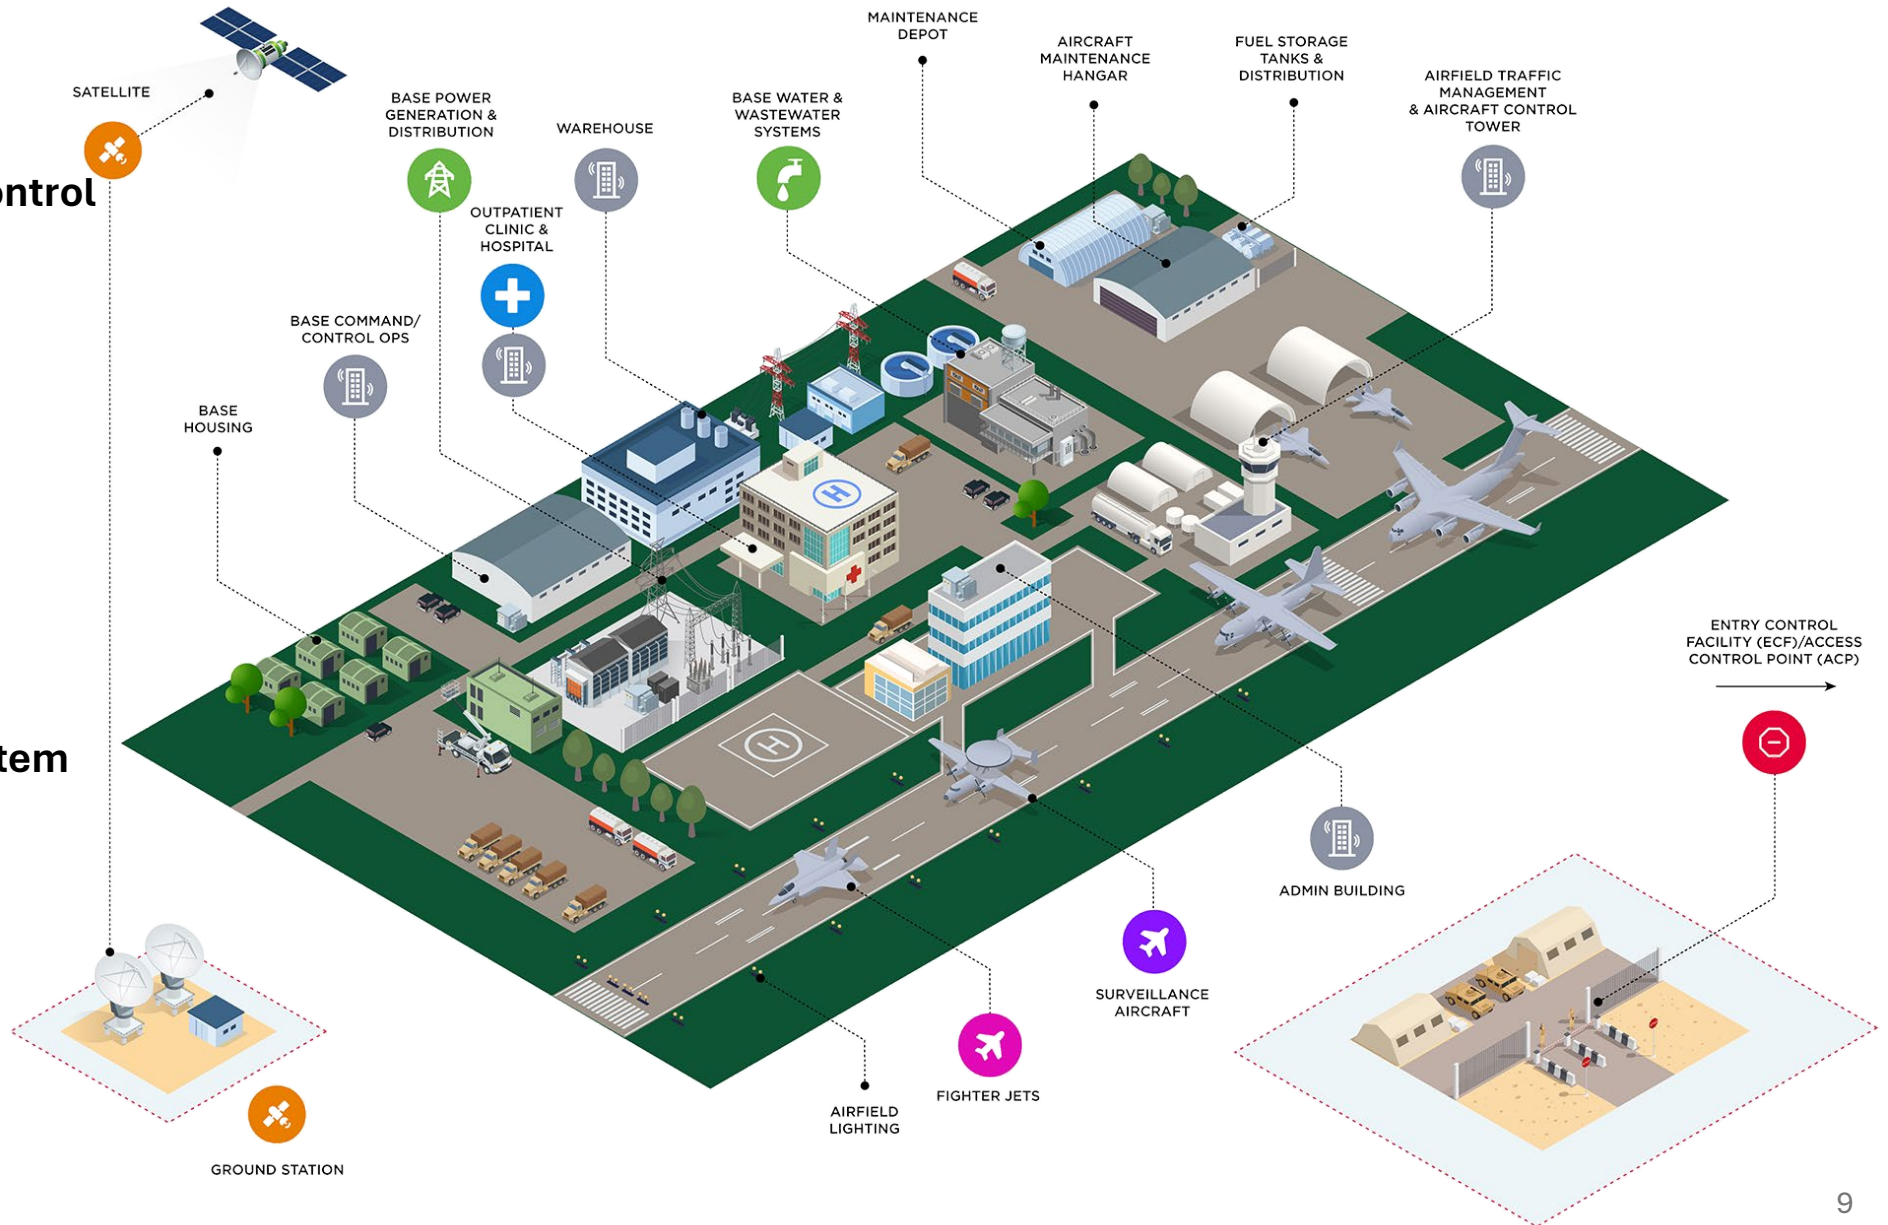 MAINTENANCE
DEPOT
AIRCRAFT
MAINTENANCE
HANGAR
FUEL STORAGE
TANKS &
DISTRIBUTION
AIRFIELD TRAFFIC
MANAGEMENT
& AIRCRAFT CONTROL
TOWER
SATELLITE
BASE POWER
GENERATION &
DISTRIBUTION
WAREHOUSE
BASE WATER &
WASTEWATER
SYSTEMS
ontrol
OUTPATIENT
CLINIC &
HOSPITAL
BASE COMMAND/
CONTROL OPS
BASE
HOUSING
H
H
ENTRY CONTROL
FACILITY (ECF)/ACCESS
CONTROL POINT (ACP)
tem
ADMIN BUILDING
SURVEILLANCE
AIRCRAFT
FIGHTER JETS
AIRFIELD
LIGHTING
GROUND STATION
9